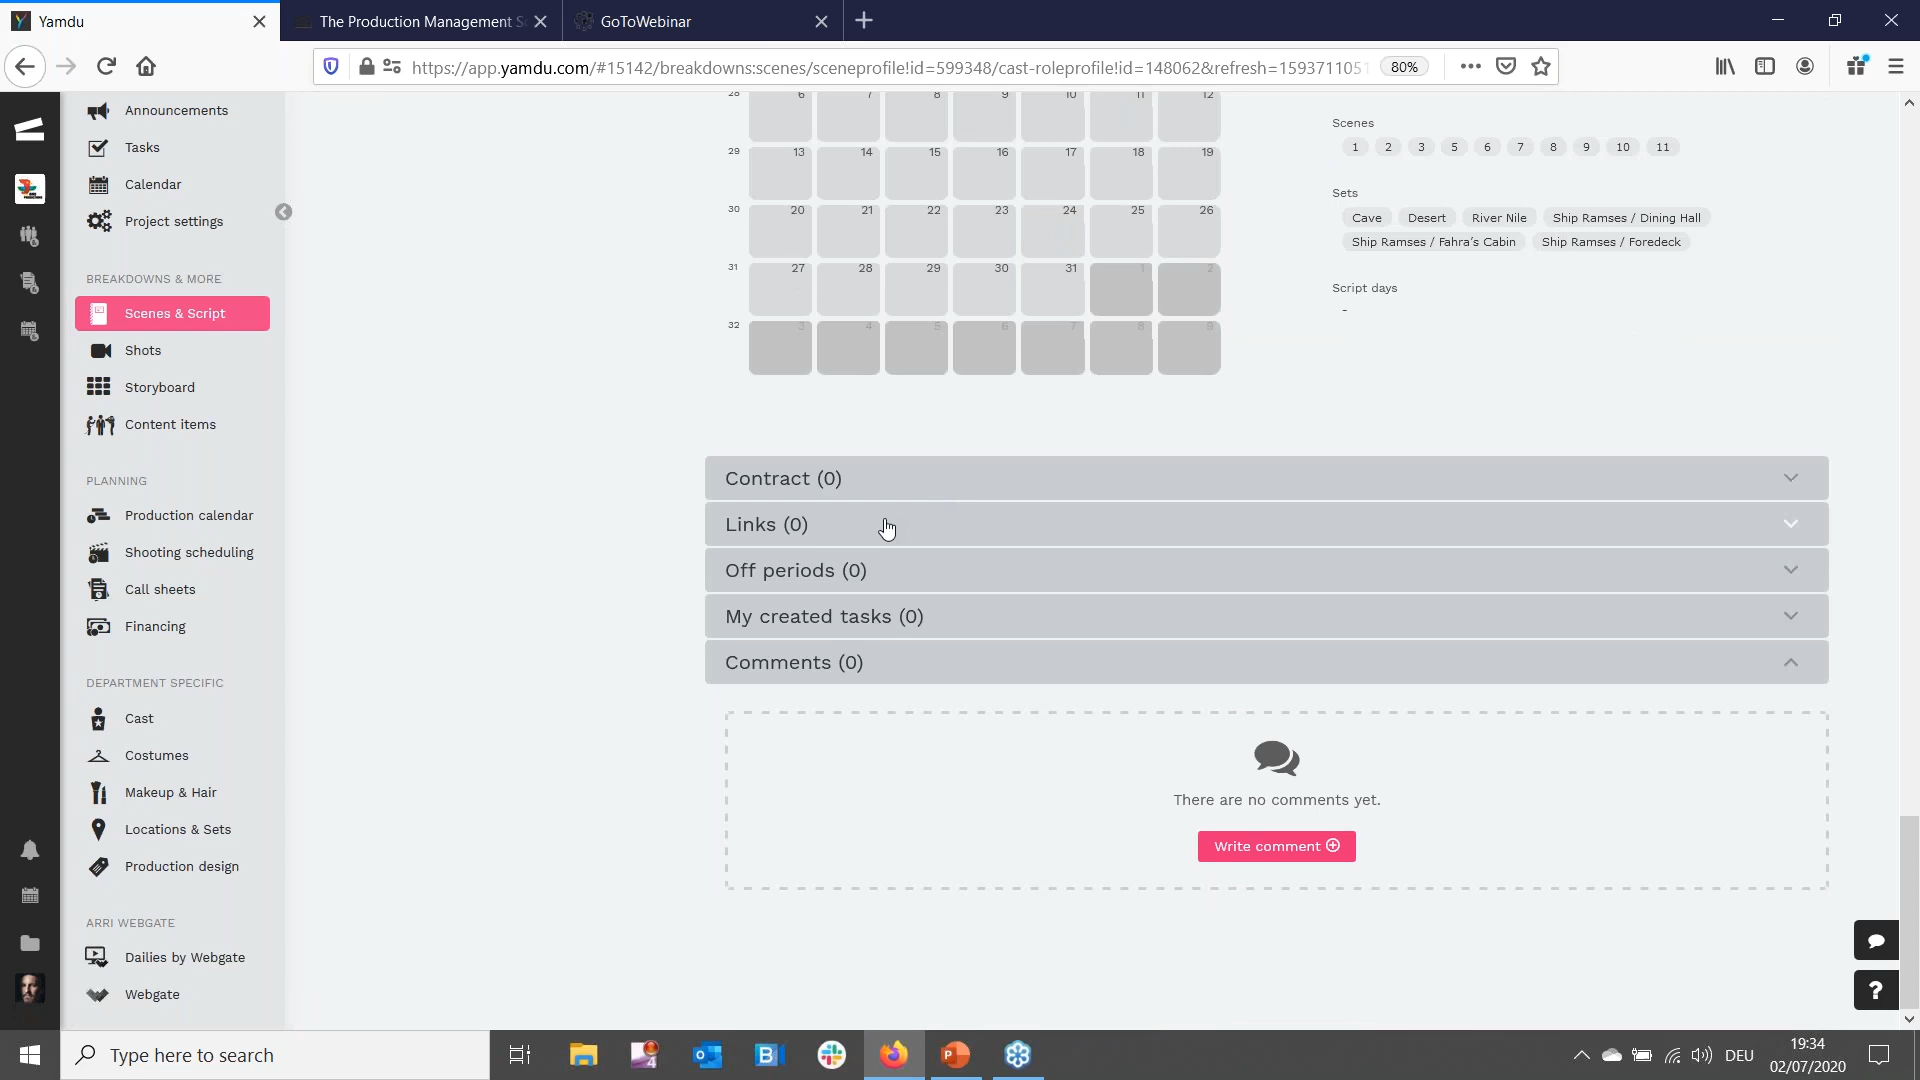 Yamdu
The Production Management S
GoToWebinar
https://app.yamdu.com/#15142/breakdowns:scenes/sceneprofile!id=599348/cast-roleprofile!id=148062&refresh=1593711051
80%
Announcements
Tasks
Calendar
Project settings
BREAKDOWNS & MORE
Scenes & Script
Shots
Storyboard
Content items
PLANNING
Production calendar
Shooting scheduling
Call sheets
Financing
DEPARTMENT SPECIFIC
Cast
Costumes
Makeup & Hair
Locations & Sets
Production design
ARRI WEBGATE
Dailies by Webgate
Webgate
28 6 7 8 9 10 11 12
29 13 14 15 16 17 18 19
30 20 21 22 23 24 25 26
31 27 28 29 30 31 1 2
32 3 4 5 6 7 8 9
Scenes
1 2 3 5 6 7 8 9 10 11
Sets
Cave Desert River Nile Ship Ramses / Dining Hall
Ship Ramses / Fahra's Cabin Ship Ramses / Foredeck
Script days
-
Contract (0)
Links (0)
Off periods (0)
My created tasks (0)
Comments (0)
There are no comments yet.
Write comment
?
Type here to search
DEU
19:34
02/07/2020